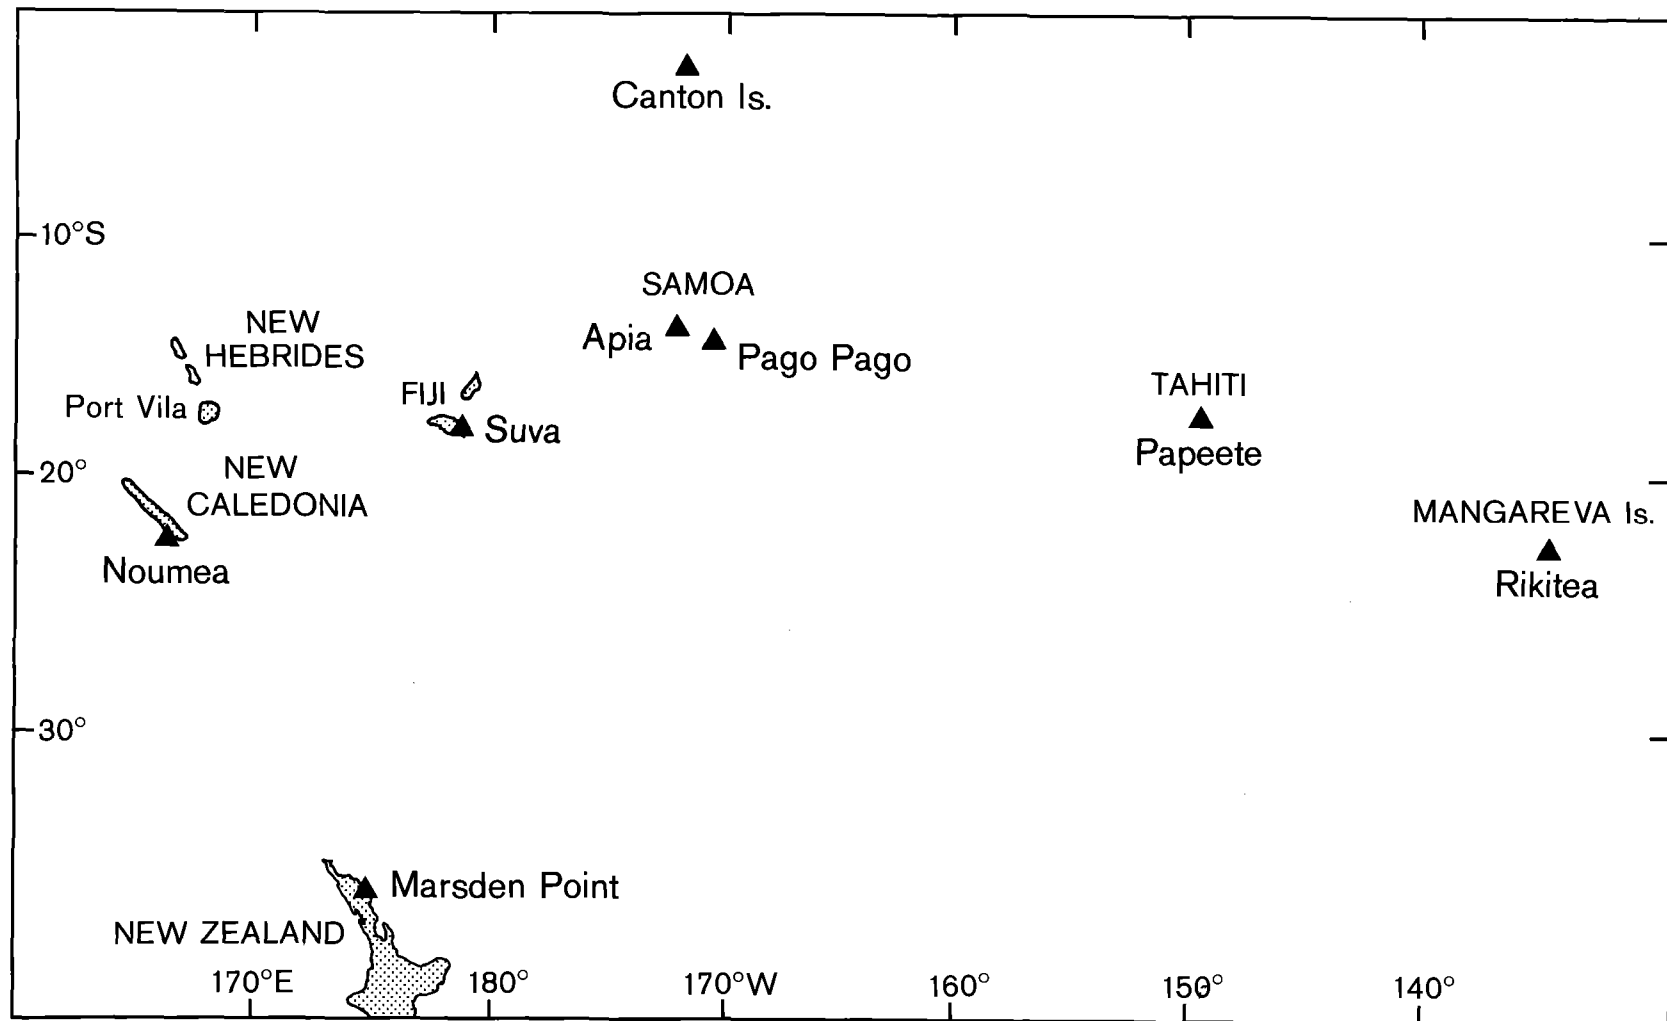 Canton Is.
10°S
SAMOA
NEW
HEBRIDES
Apia
Pago Pago
FIJI
TAHITI
Port Vila
Suva
Papeete
20°
NEW
CALEDONIA
MANGAREVA Is.
Noumea
Rikitea
30°
Marsden Point
NEW ZEALAND
170°E
180°
170°W
160°
150°
140°